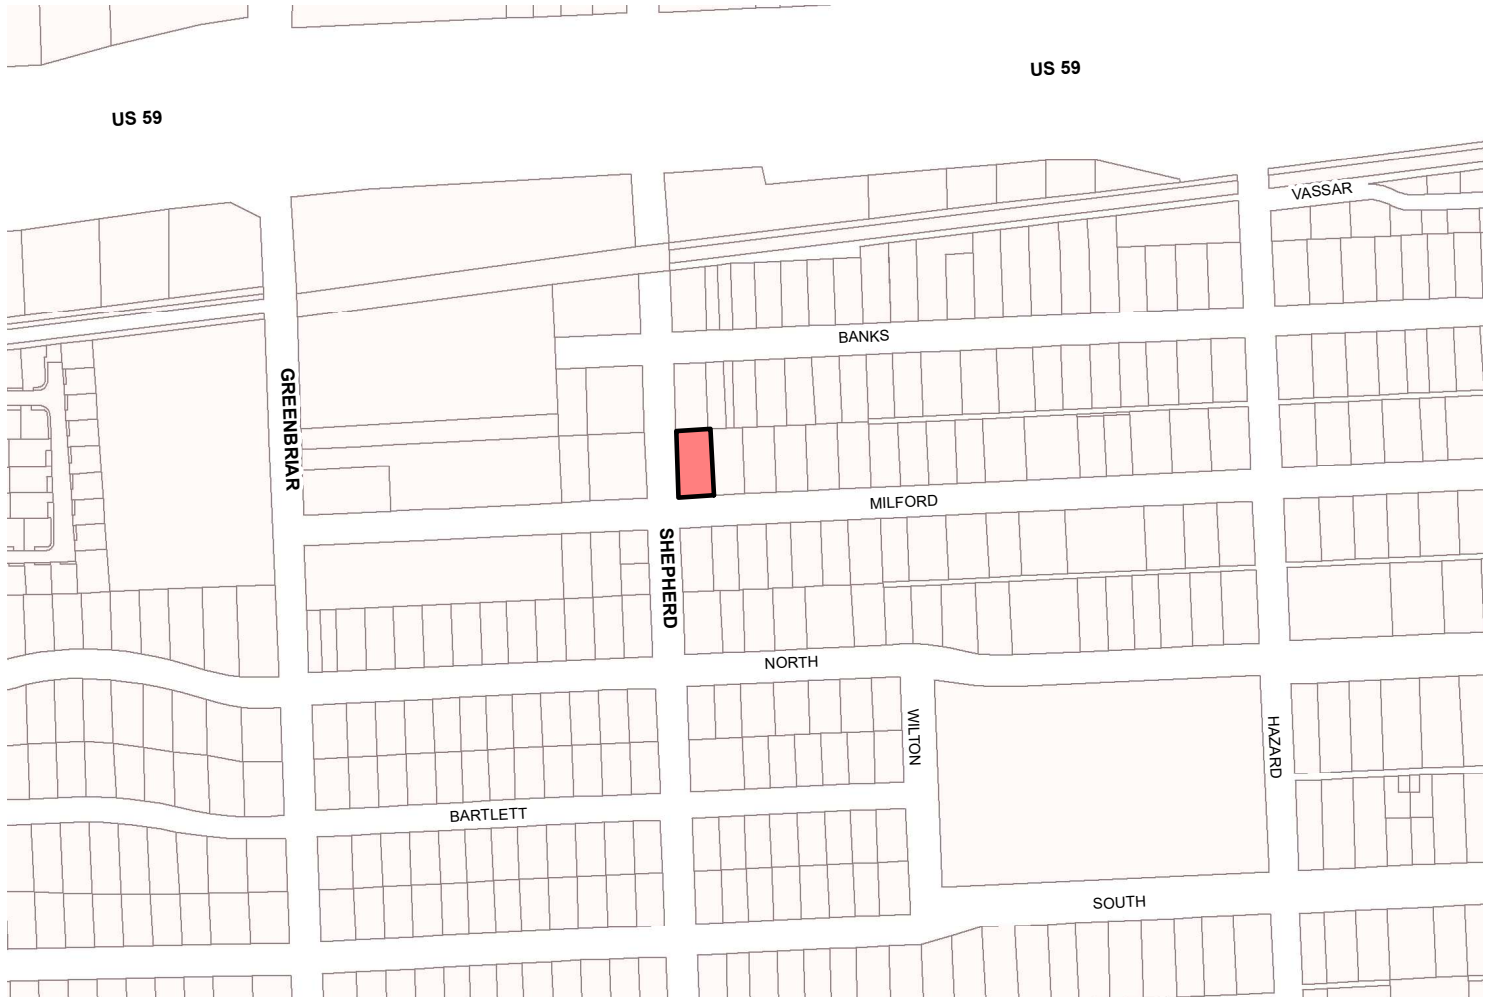 US 59
US 59
VASSAR
BANKS
GREENBRIAR
MILFORD
SHEPHERD
NORTH
WILTON
HAZARD
BARTLETT
SOUTH